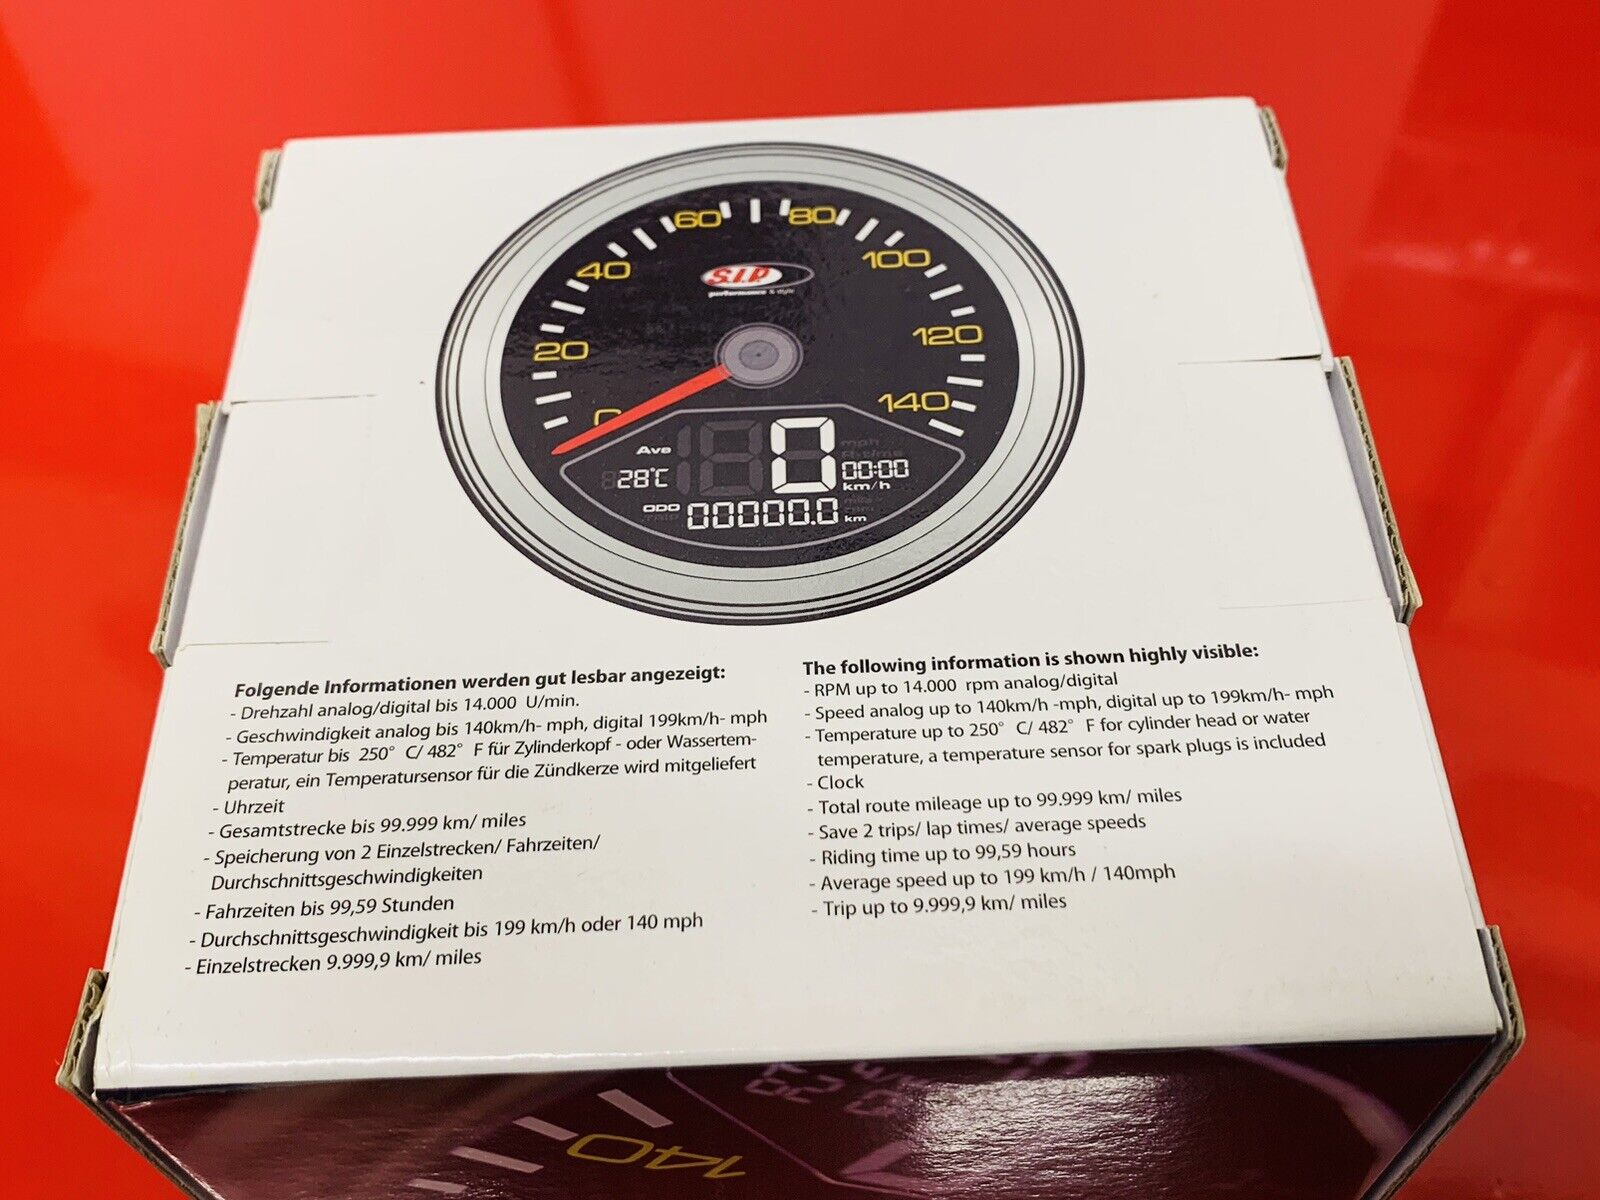 60
80
40
100
S.I.P.
performance & style
20
120
0
140
Ave
188
0
mph
28°C
00:00
km/h
ODO
00000.0
km
Folgende Informationen werden gut lesbar angezeigt:
- Drehzahl analog/digital bis 14.000 U/min.
- Geschwindigkeit analog bis 140km/h- mph, digital 199km/h- mph
- Temperatur bis 250° C/ 482° F für Zylinderkopf - oder Wassertem-
peratur, ein Temperatursensor für die Zündkerze wird mitgeliefert
- Uhrzeit
- Gesamtstrecke bis 99.999 km/ miles
- Speicherung von 2 Einzelstrecken/ Fahrzeiten/
Durchschnittsgeschwindigkeiten
- Fahrzeiten bis 99,59 Stunden
- Durchschnittsgeschwindigkeit bis 199 km/h oder 140 mph
- Einzelstrecken 9.999,9 km/ miles
The following information is shown highly visible:
- RPM up to 14.000 rpm analog/digital
- Speed analog up to 140km/h -mph, digital up to 199km/h- mph
- Temperature up to 250° C/ 482° F for cylinder head or water
temperature, a temperature sensor for spark plugs is included
- Clock
- Total route mileage up to 99.999 km/ miles
- Save 2 trips/ lap times/ average speeds
- Riding time up to 99,59 hours
- Average speed up to 199 km/h / 140mph
- Trip up to 9.999,9 km/ miles
140